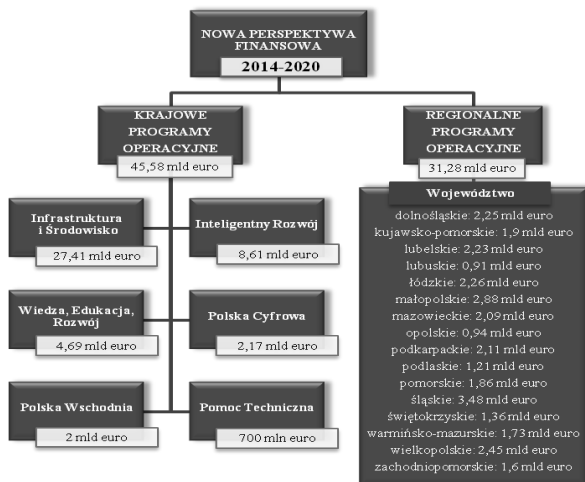 NOWA PERSPEKTYWA
FINANSOWA
2014-2020
KRAJOWE
PROGRAMY
OPERACYJNE
45,58 mld euro
REGIONALNE
PROGRAMY
OPERACYJNE
31,28 mld euro
Infrastruktura
i Środowisko
27,41 mld euro
Inteligentny Rozwój
8,61 mld euro
Wiedza, Edukacja,
Rozwój
4,69 mld euro
Polska Cyfrowa
2,17 mld euro
Polska Wschodnia
2 mld euro
Pomoc Techniczna
700 mln euro
Województwo
dolnośląskie: 2,25 mld euro
kujawsko-pomorskie: 1,9 mld euro
lubelskie: 2,23 mld euro
lubuskie: 0,91 mld euro
łódzkie: 2,26 mld euro
małopolskie: 2,88 mld euro
mazowieckie: 2,09 mld euro
opolskie: 0,94 mld euro
podkarpackie: 2,11 mld euro
podlaskie: 1,21 mld euro
pomorskie: 1,86 mld euro
śląskie: 3,48 mld euro
świętokrzyskie: 1,36 mld euro
warmińsko-mazurskie: 1,73 mld euro
wielkopolskie: 2,45 mld euro
zachodniopomorskie: 1,6 mld euro